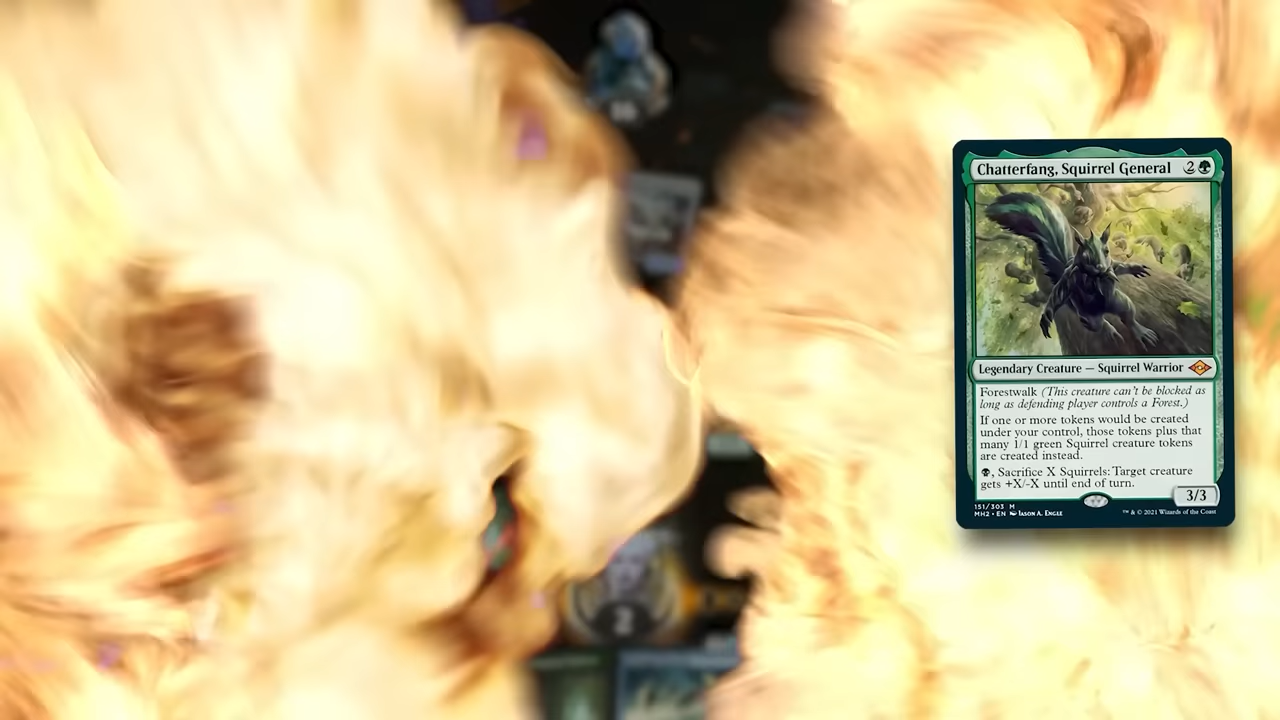 Chatterfang, Squirrel General 2
Legendary Creature — Squirrel Warrior
Forestwalk (This creature can't be blocked as
long as defending player controls a Forest.)
If one or more tokens would be created
under your control, those tokens plus that
many 1/1 green Squirrel creature tokens
are created instead.
, Sacrifice X Squirrels: Target creature
gets +X/-X until end of turn.
3/3
151/303 M
MH2 • EN Jason A. Engle
™ & © 2021 Wizards of the Coast
2